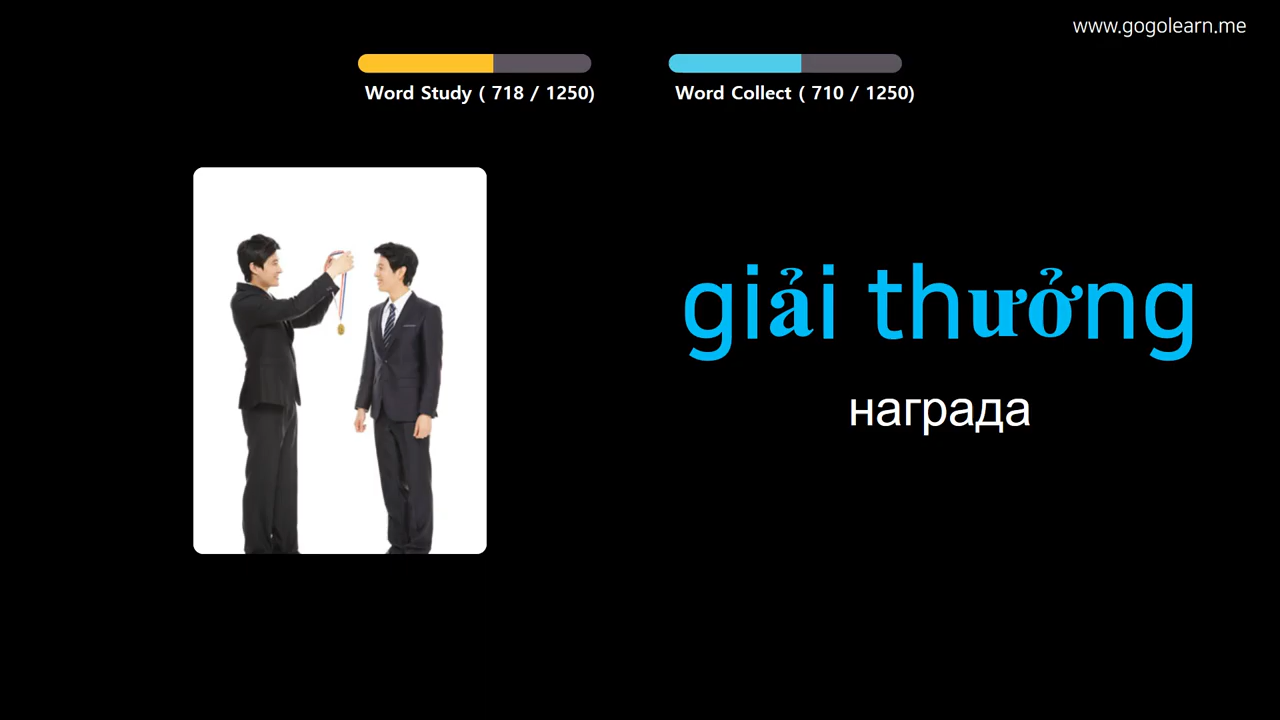 www.gogolearn.me
Word Study ( 718 / 1250)
Word Collect ( 710 / 1250)
giải thưởng
награда